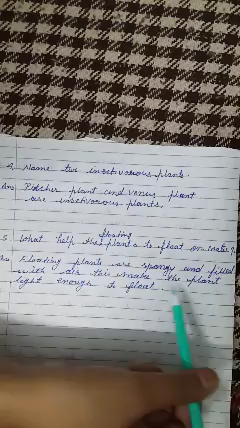 Q, Name two insectivorous plants.
Ans Pitcher plant and venus plant
are insectivorous plants.
floating
5 What help the plants to float on water?
Ans Floating plants are spongy and filled
with air this make the plant
light enough to float